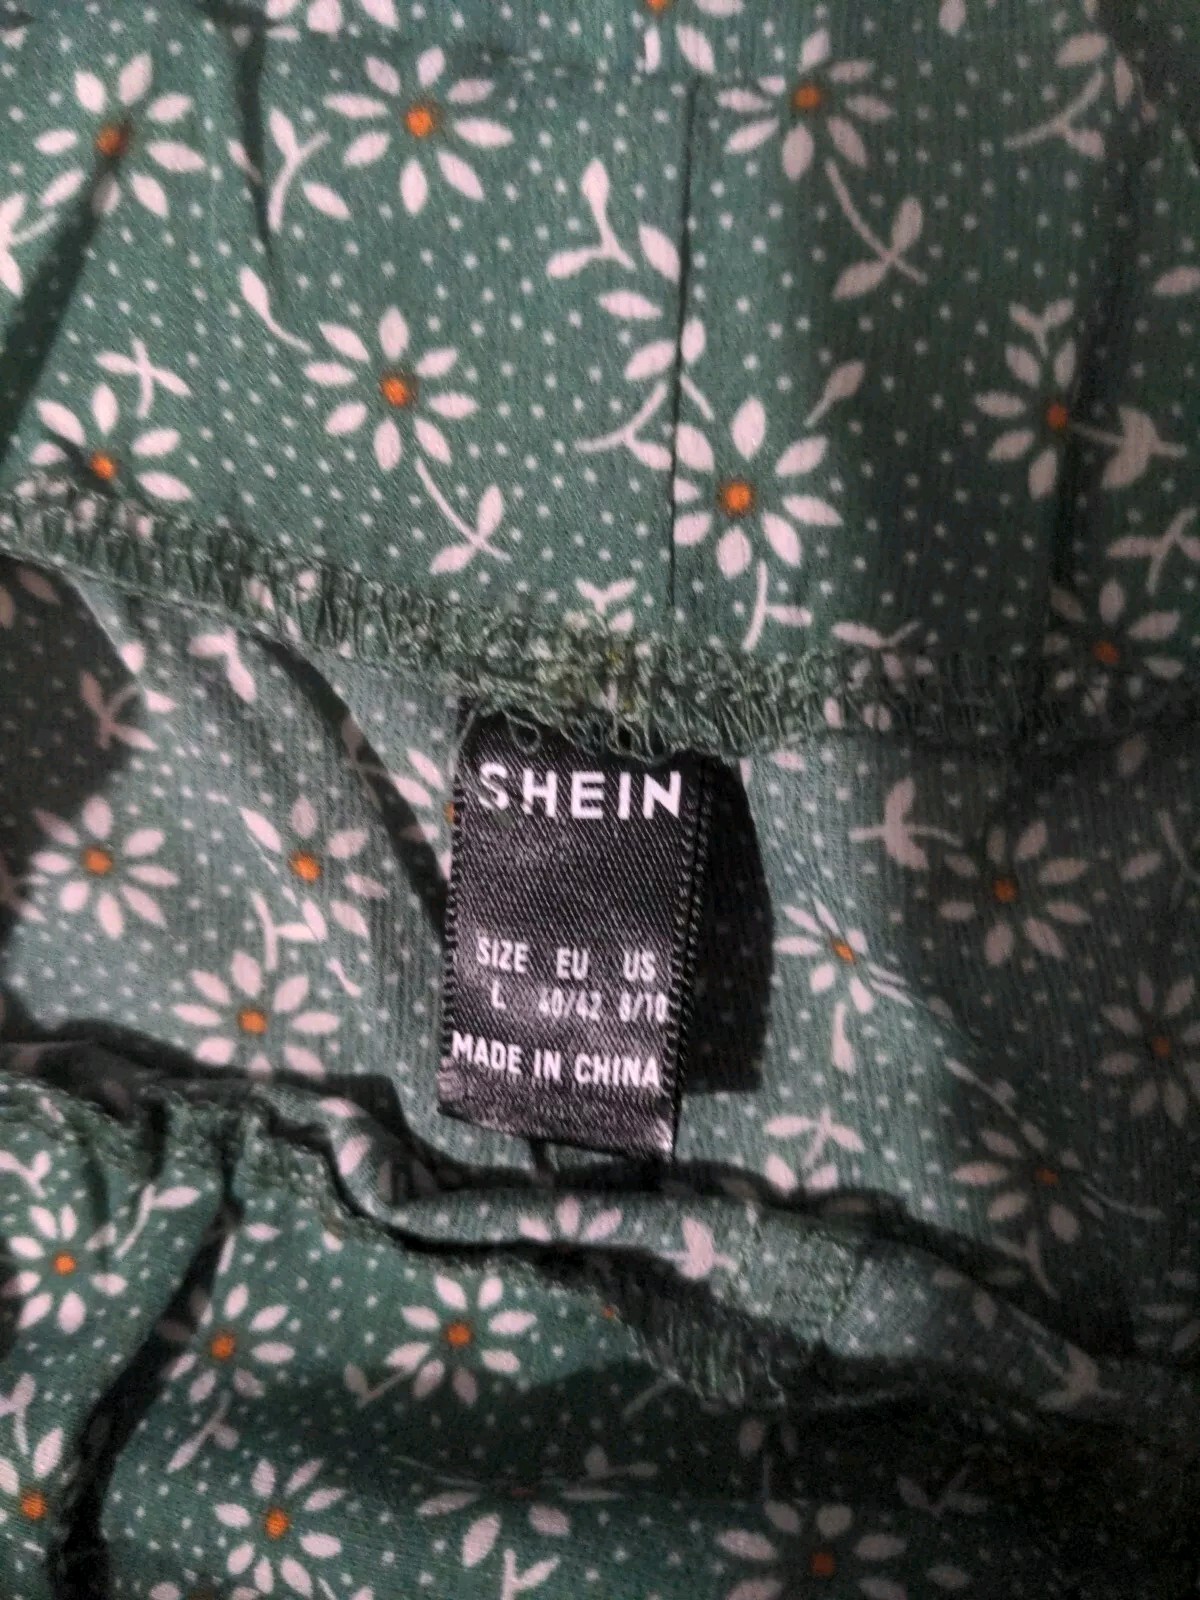 SHEIN
SIZE EU US
L 40/42 8/10
MADE IN CHINA